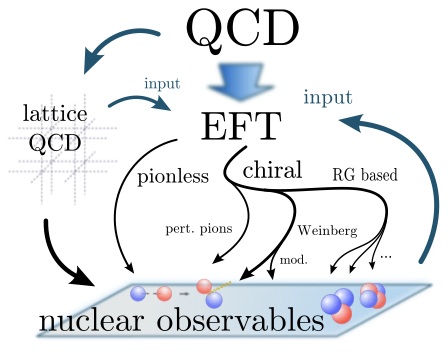 QCD
input
lattice
QCD
input
EFT
pionless
chiral
RG based
pert. pions
Weinberg
mod.
...
nuclear observables